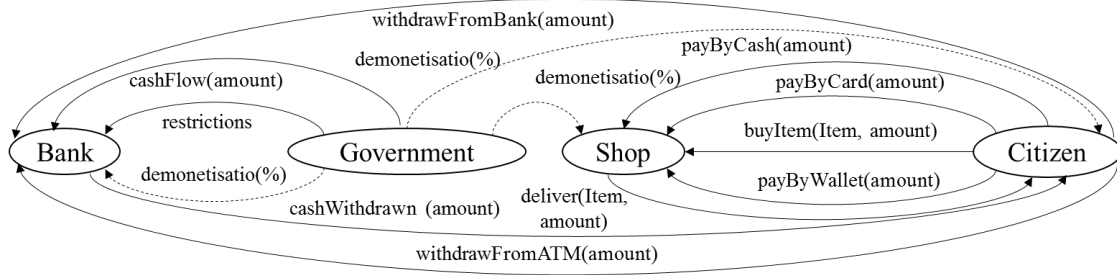 withdrawFromBank(amount)
demonetisatio(%)
payByCash(amount)
cashFlow(amount)
demonetisatio(%)
payByCard(amount)
restrictions
buyItem(Item, amount)
Bank
Government
Shop
Citizen
demonetisatio(%)
payByWallet(amount)
cashWithdrawn (amount)
deliver(Item,
amount)
withdrawFromATM(amount)